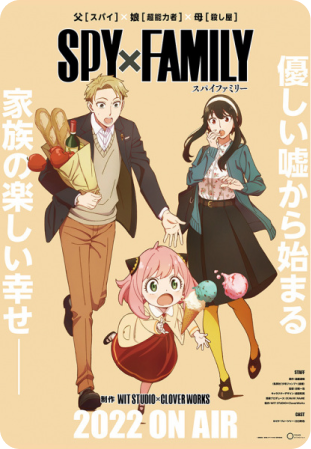 父[スパイ]×娘[超能力者]×母[殺し屋]
SPY×FAMILY
スパイファミリー
優しい嘘から始まる
家族の楽しい幸せ──
制作 WIT STUDIO×CLOVERWORKS
2022 ON AIR
STAFF
CAST